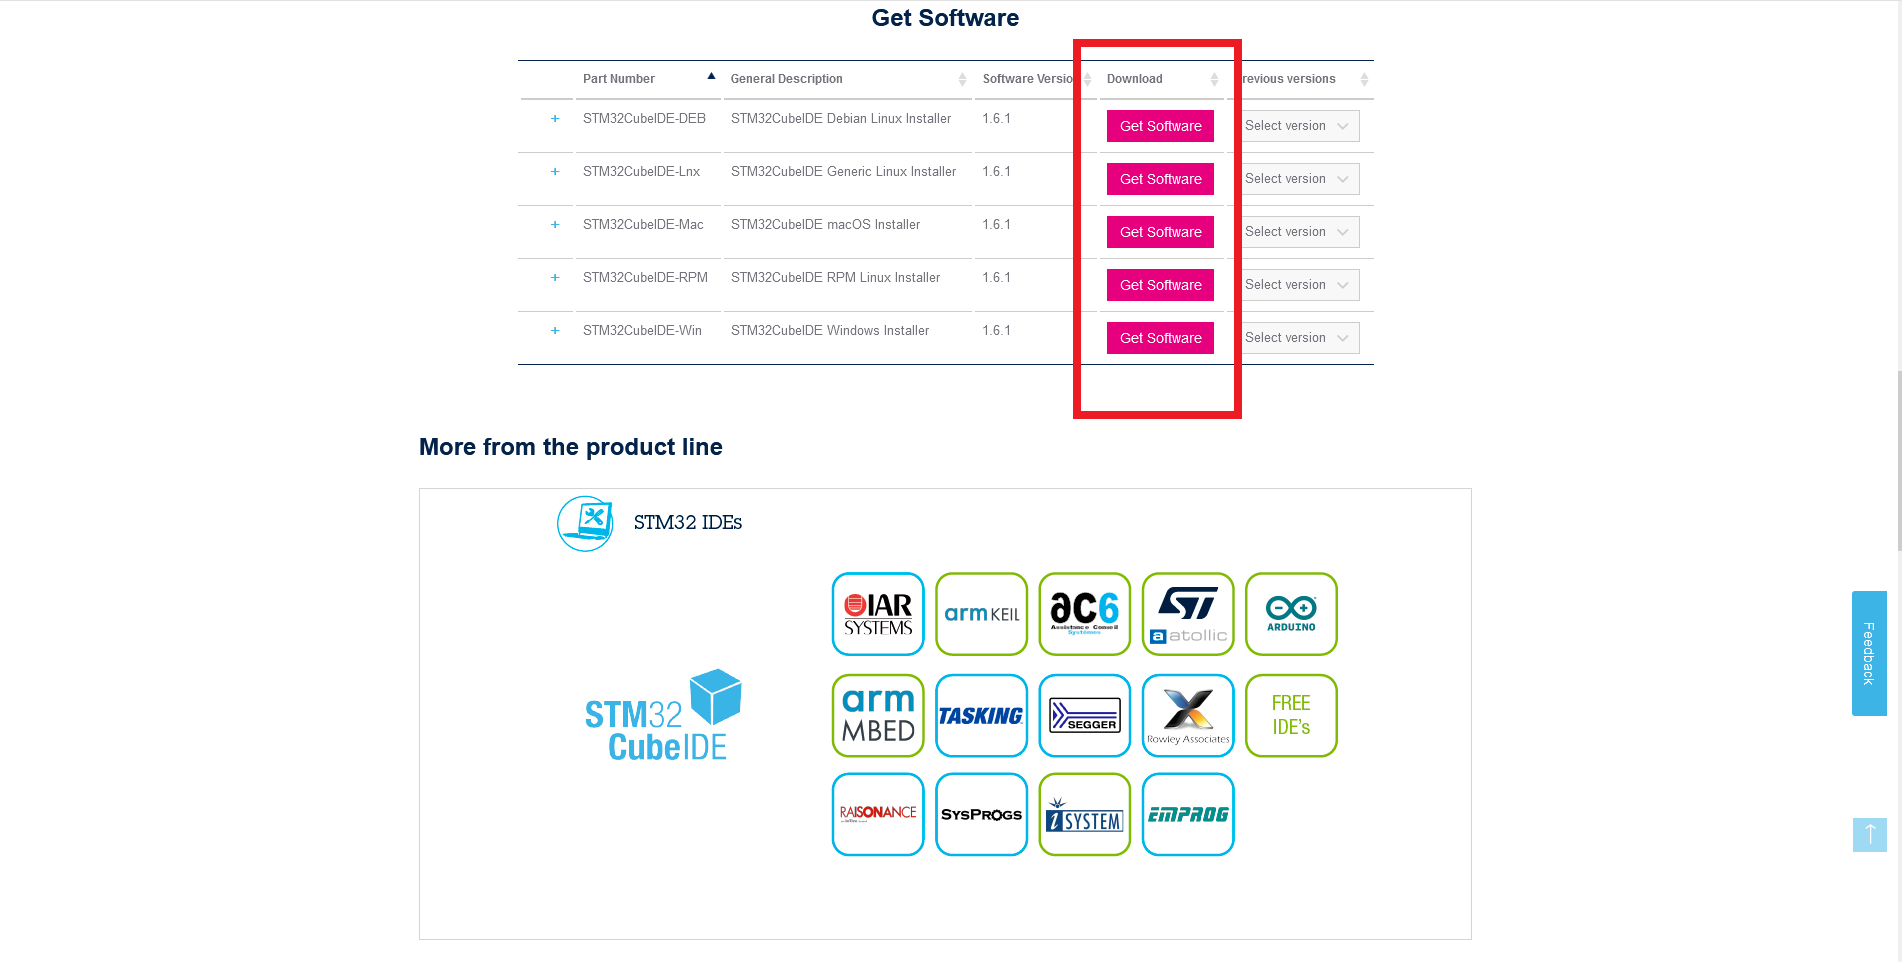 Get Software
Part Number General Description Software Versio Download revious versions
+ STM32CubeIDE-DEB STM32CubeIDE Debian Linux Installer 1.6.1 Get Software Select version
+ STM32CubeIDE-Lnx STM32CubeIDE Generic Linux Installer 1.6.1 Get Software Select version
+ STM32CubeIDE-Mac STM32CubeIDE macOS Installer 1.6.1 Get Software Select version
+ STM32CubeIDE-RPM STM32CubeIDE RPM Linux Installer 1.6.1 Get Software Select version
+ STM32CubeIDE-Win STM32CubeIDE Windows Installer 1.6.1 Get Software Select version
More from the product line
STM32 IDEs
IAR
SYSTEMS
arm KEIL
ac6
Assistance Conseil
Systèmes
ST
a atollic
ARDUINO
STM32
CubeIDE
arm
MBED
TASKING
SEGGER
Rowley Associates
FREE
IDE's
RAISONANCE
SYSPROGS
iSYSTEM
EMPROG
Feedback